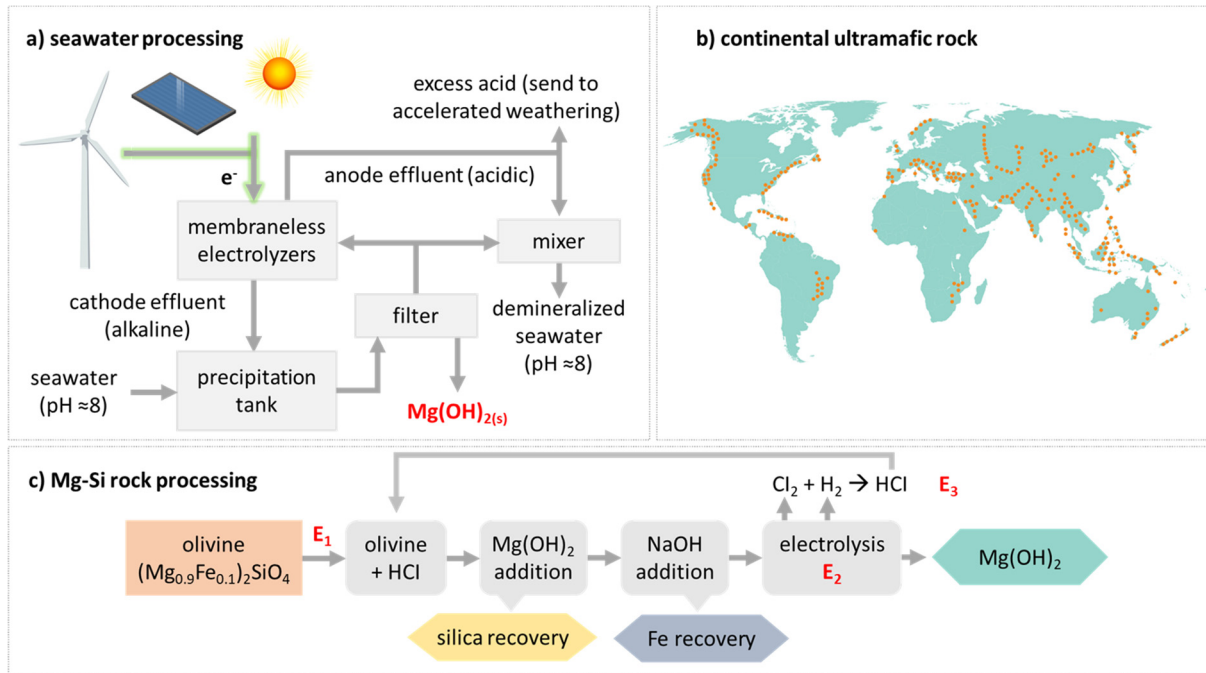 a) seawater processing
e-
excess acid (send to
accelerated weathering)
anode effluent (acidic)
membraneless
electrolyzers
mixer
cathode effluent
(alkaline)
filter
demineralized
seawater
(pH ≈8)
seawater
(pH ≈8)
precipitation
tank
Mg(OH)2(s)
b) continental ultramafic rock
c) Mg-Si rock processing
Cl2 + H2 → HCl
E3
olivine
(Mg0.9Fe0.1)2SiO4
E1
olivine
+ HCl
Mg(OH)2
addition
NaOH
addition
electrolysis
E2
Mg(OH)2
silica recovery
Fe recovery